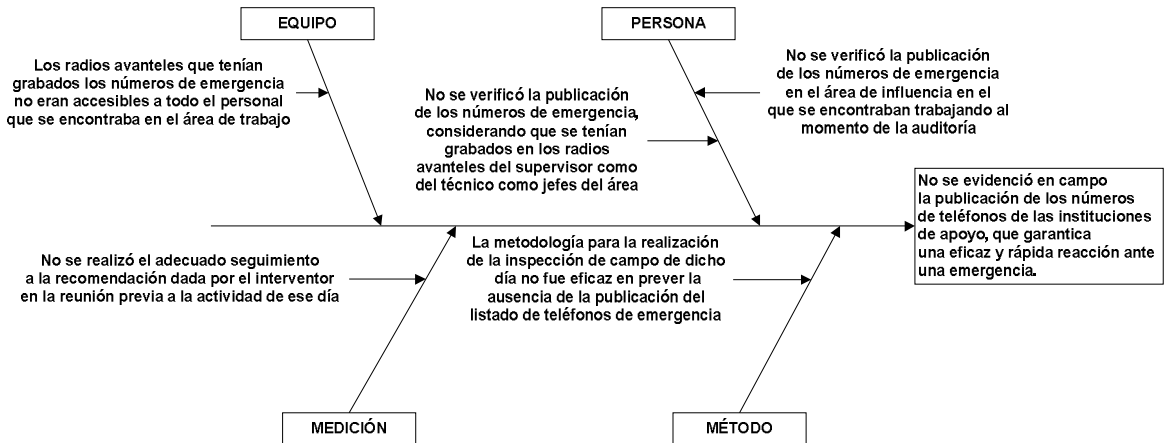 EQUIPO
PERSONA
Los radios avanteles que tenían
grabados los números de emergencia
no eran accesibles a todo el personal
que se encontraba en el área de trabajo
No se verificó la publicación
de los números de emergencia,
considerando que se tenían
grabados en los radios
avanteles del supervisor como
del técnico como jefes del área
No se verificó la publicación
de los números de emergencia
en el área de influencia en el
que se encontraban trabajando al
momento de la auditoría
No se evidenció en campo
la publicación de los números
de teléfonos de las instituciones
de apoyo, que garantica
una eficaz y rápida reacción ante
una emergencia.
No se realizó el adecuado seguimiento
a la recomendación dada por el interventor
en la reunión previa a la actividad de ese día
La metodología para la realización
de la inspección de campo de dicho
día no fue eficaz en prever la
ausencia de la publicación del
listado de teléfonos de emergencia
MEDICIÓN
MÉTODO